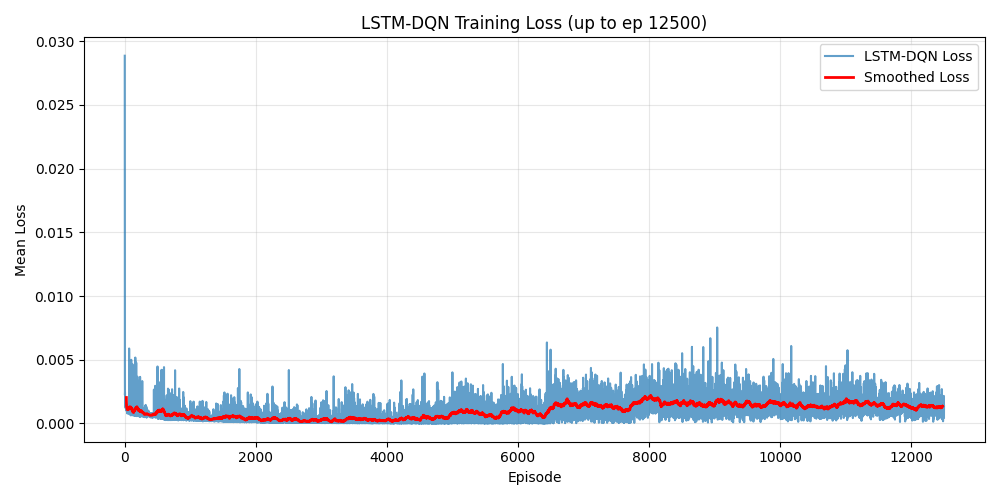 LSTM-DQN Training Loss (up to ep 12500)
0.030
0.025
0.020
0.015
0.010
0.005
0.000
Mean Loss
LSTM-DQN Loss
Smoothed Loss
0 2000 4000 6000 8000 10000 12000
Episode